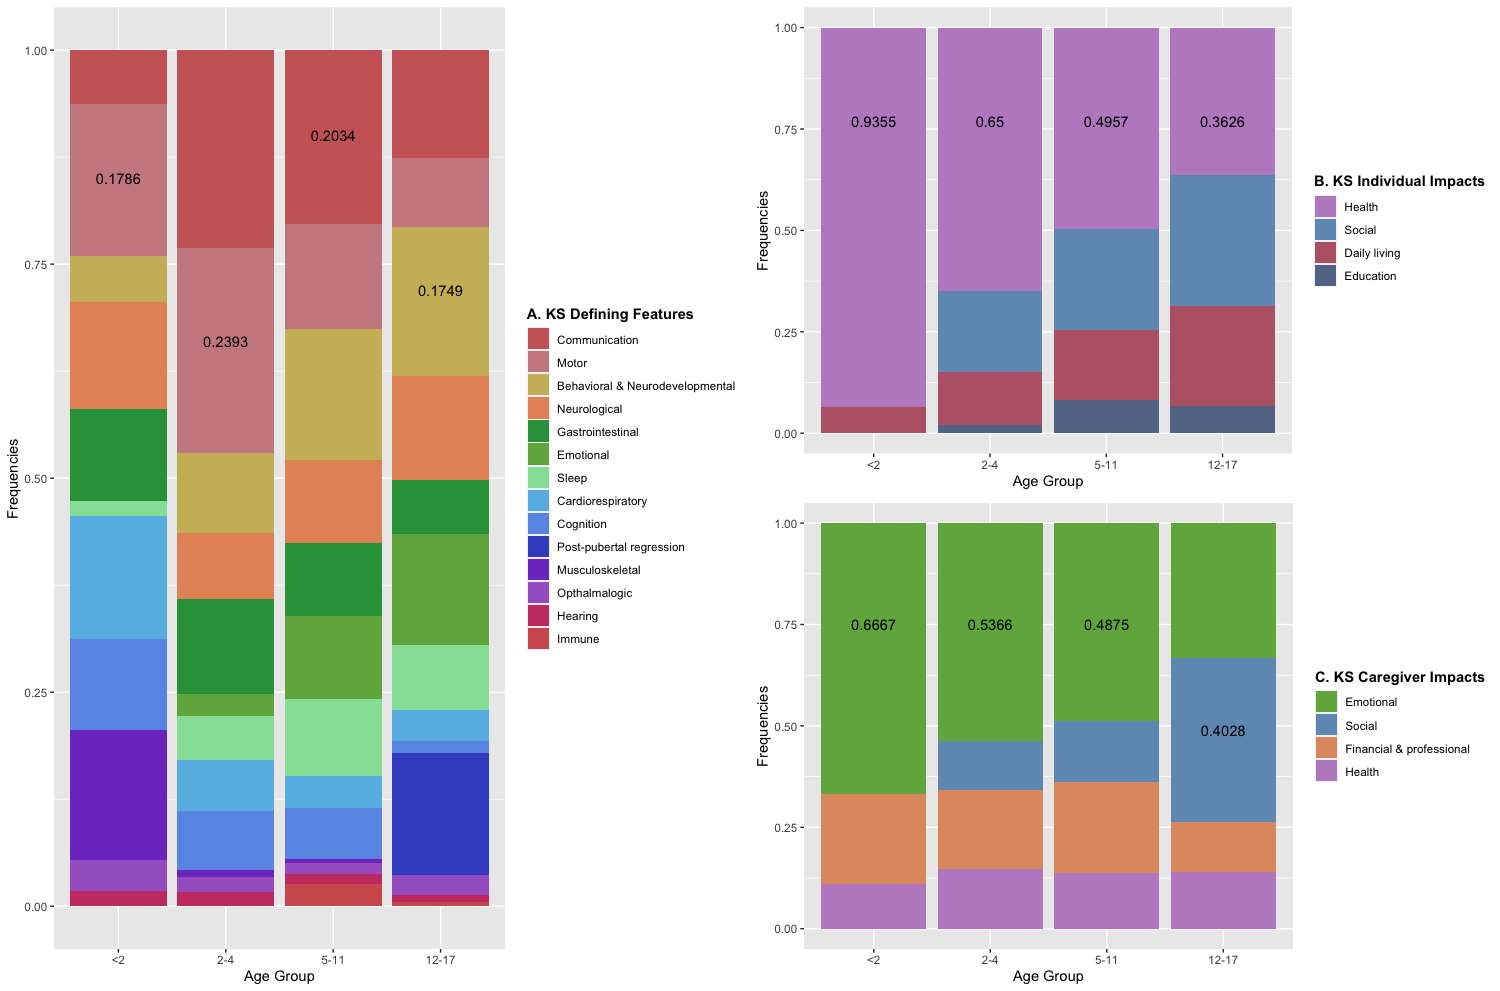 1.00
0.75
0.50
0.25
0.00
Frequencies
0.1786
0.2393
0.2034
0.1749
<2
2-4
5-11
12-17
Age Group
A. KS Defining Features
Communication
Motor
Behavioral & Neurodevelopmental
Neurological
Gastrointestinal
Emotional
Sleep
Cardiorespiratory
Cognition
Post-pubertal regression
Musculoskeletal
Opthalmalogic
Hearing
Immune
1.00
0.75
0.50
0.25
0.00
Frequencies
0.9355
0.65
0.4957
0.3626
<2
2-4
5-11
12-17
Age Group
B. KS Individual Impacts
Health
Social
Daily living
Education
1.00
0.75
0.50
0.25
0.00
Frequencies
0.6667
0.5366
0.4875
0.4028
<2
2-4
5-11
12-17
Age Group
C. KS Caregiver Impacts
Emotional
Social
Financial & professional
Health